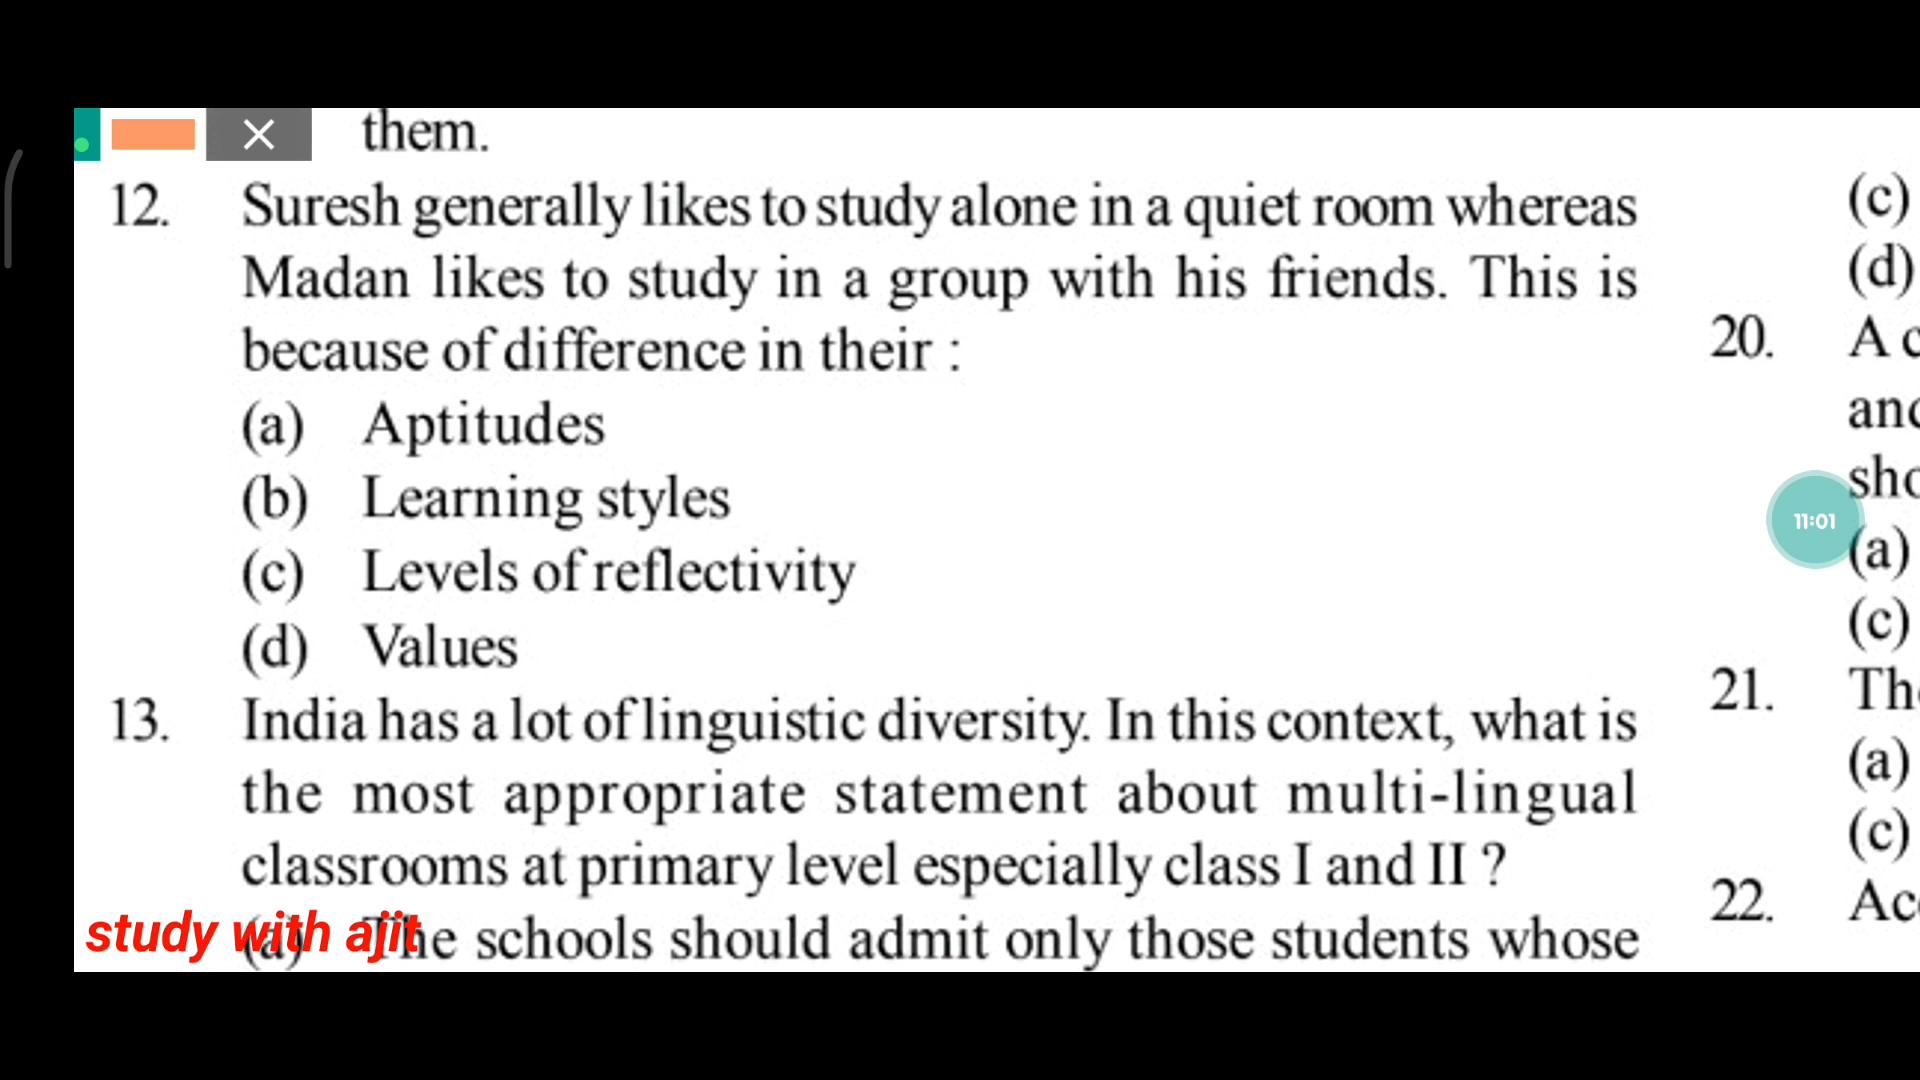 them.
12. Suresh generally likes to study alone in a quiet room whereas
Madan likes to study in a group with his friends. This is
because of difference in their :
(a) Aptitudes
(b) Learning styles
(c) Levels of reflectivity
(d) Values
13. India has a lot of linguistic diversity. In this context, what is
the most appropriate statement about multi-lingual
classrooms at primary level especially class I and II ?
(a) The schools should admit only those students whose
study with ajit
(c)
(d)
20. A
11:01
(a)
(c)
21.
(a)
(c)
22.